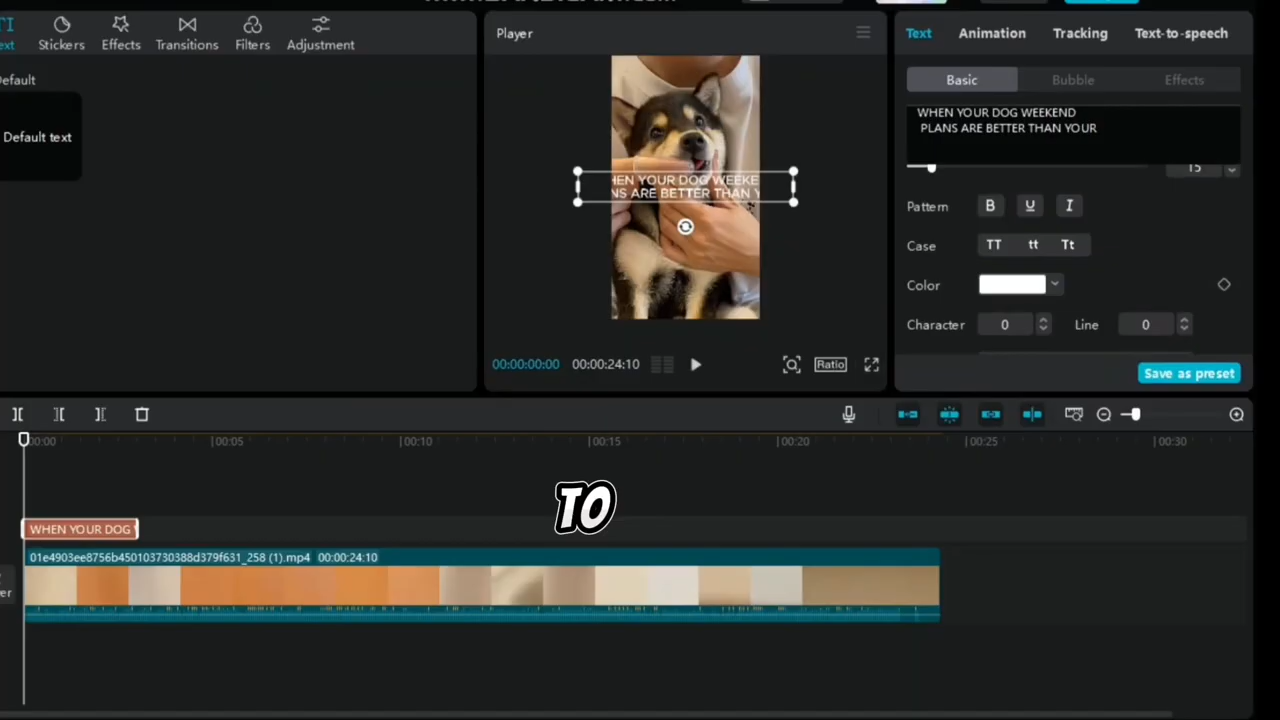 Stickers
Effects
Transitions
Filters
Adjustment
Default text
Player
HEN YOUR DOG WEEKE
NS ARE BETTER THAN
00:00:00:00
00:00:24:10
Ratio
Text
Animation
Tracking
Text-to-speech
Basic
Bubble
Effects
WHEN YOUR DOG WEEKEND
PLANS ARE BETTER THAN YOUR
15
Pattern
B
U
I
Case
TT
tt
Tt
Color
Character
0
Line
0
Save as preset
00:00
00:05
00:10
00:15
00:20
00:25
00:30
TO
WHEN YOUR DOG
01e4903ee8756b450103730388d379f631_258 (1).mp4 00:00:24:10